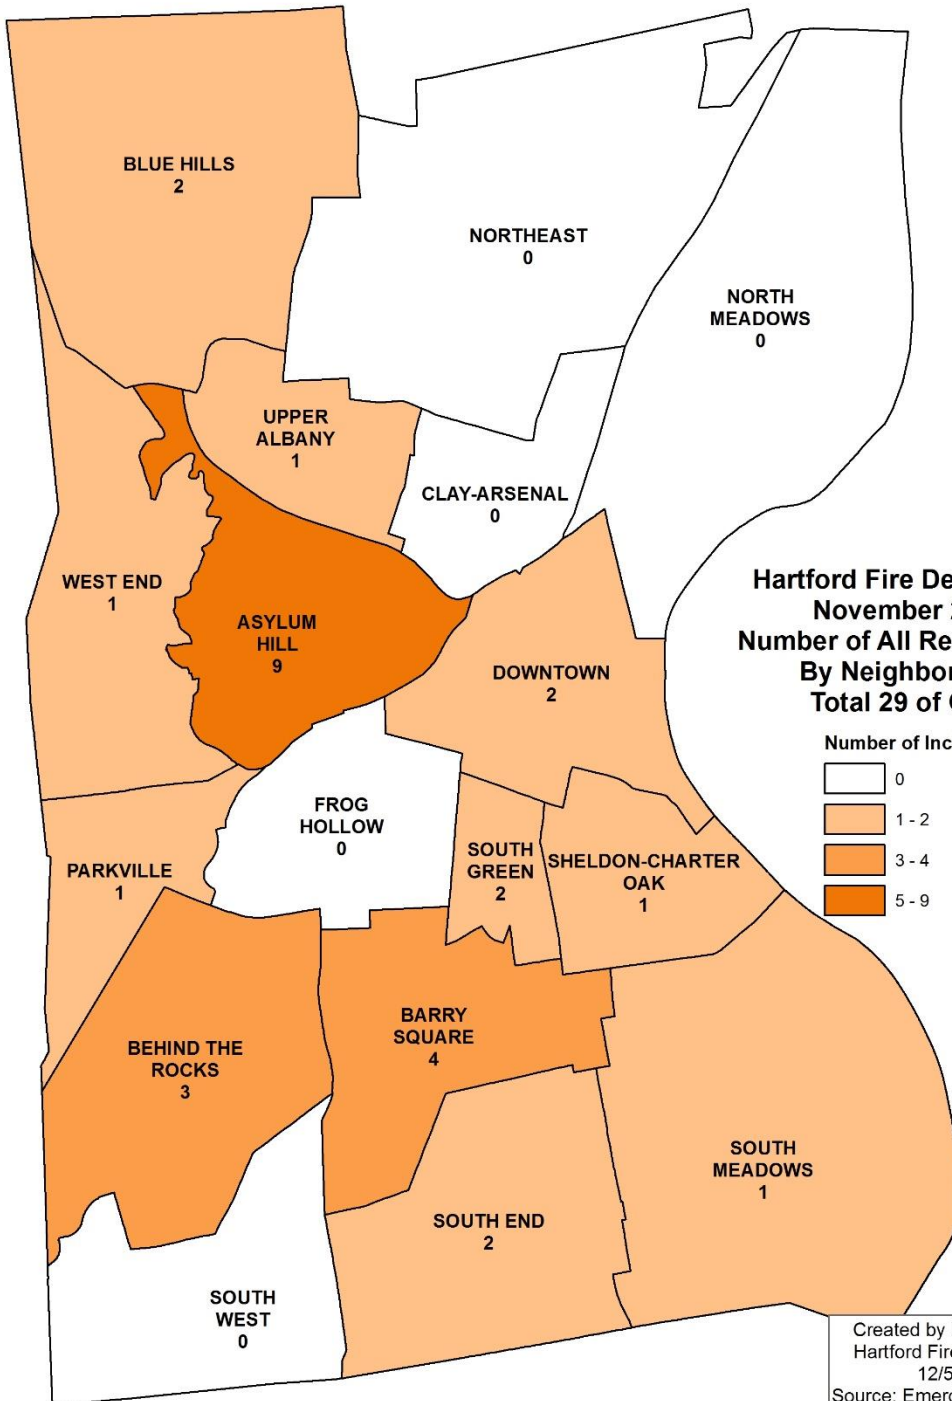 BLUE HILLS
2
NORTHEAST
0
NORTH
MEADOWS
0
UPPER
ALBANY
1
CLAY-ARSENAL
0
WEST END
1
ASYLUM
HILL
9
DOWNTOWN
2
Hartford Fire De
November
Number of All Re
By Neighbor
Total 29 of
Number of Inc
0
1 - 2
3 - 4
5 - 9
FROG
HOLLOW
0
SOUTH
GREEN
2
SHELDON-CHARTER
OAK
1
PARKVILLE
1
BARRY
SQUARE
4
BEHIND THE
ROCKS
3
SOUTH
MEADOWS
1
SOUTH END
2
SOUTH
WEST
0
Created by
Hartford Fire
12/5
Source: Emerg